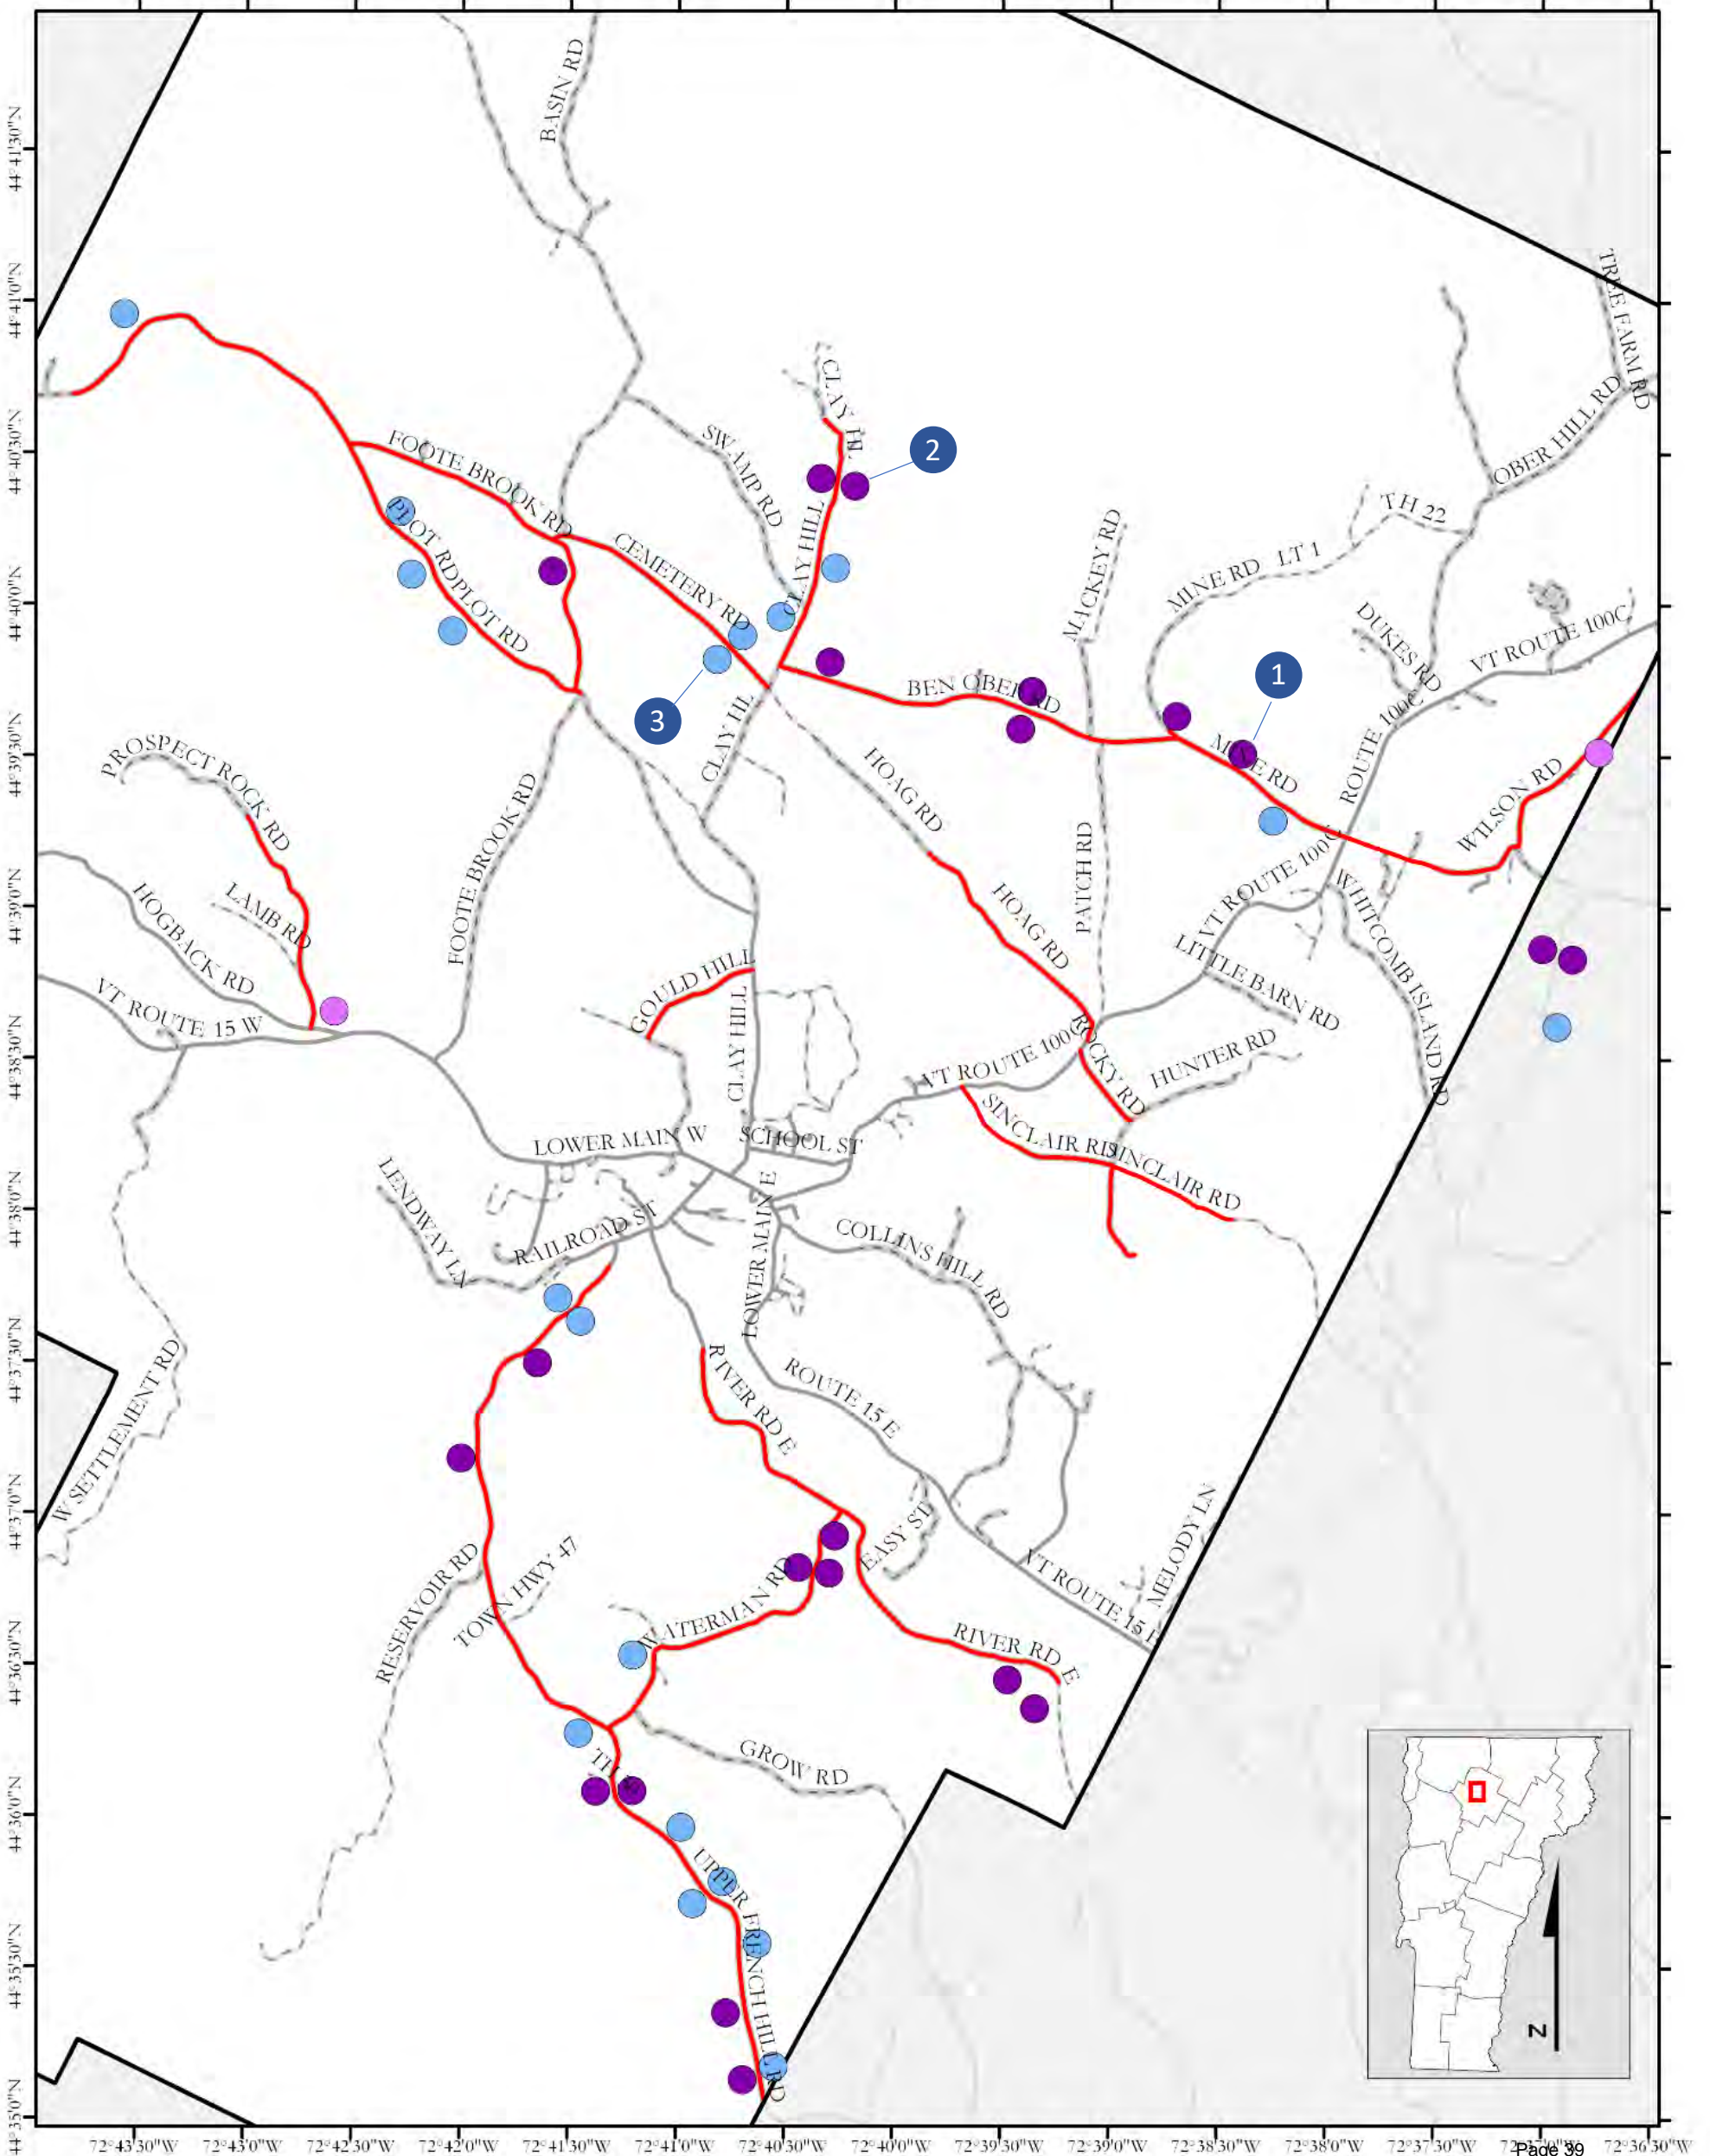 BASIN RD
44°41'30"N
TREE FARM RD
44°41'0"N
CLAY HL
OBER HILL RD
44°40'30"N
FOOTE BROOK RD
SWAMP RD
2
TH 22
PLOT RD
PLOT RD
CEMETERY RD
CLAY HILL
MACKEY RD
MINE RD LT 1
44°40'0"N
DUKES RD
VT ROUTE 100C
BEN OBER RD
1
3
CLAY HL
MINE RD
ROUTE 100C
44°39'30"N
PROSPECT ROCK RD
HOAG RD
WILSON RD
FOOTE BROOK RD
PATCH RD
VT ROUTE 100C
WHITCOMB ISLAND RD
44°39'0"N
HOGBACK RD
LAMB RD
HOAG RD
LITTLE BARN RD
GOULD HILL
VT ROUTE 15 W
CLAY HILL
44°38'30"N
VT ROUTE 100C
ROCKY RD
HUNTER RD
SINCLAIR RD
SINCLAIR RD
LOWER MAIN W
SCHOOL ST
44°38'0"N
LENDWAY LN
RAILROAD ST
LOWER MAIN E
COLLINS HILL RD
W SETTLEMENT RD
RIVER RD E
ROUTE 15 E
44°37'0"N
EASY ST
MELODY LN
VT ROUTE 15 E
RESERVOIR RD
TOWN HWY 47
WATERMAN RD
RIVER RD E
44°36'30"N
GROW RD
44°36'0"N
UPPER FRENCH HILL RD
44°35'30"N
N
44°35'0"N
72°43'30"W 72°43'0"W 72°42'30"W 72°42'0"W 72°41'30"W 72°41'0"W 72°40'30"W 72°40'0"W 72°39'30"W 72°39'0"W 72°38'30"W 72°38'0"W 72°37'30"W 72°36'30"W
Page 39